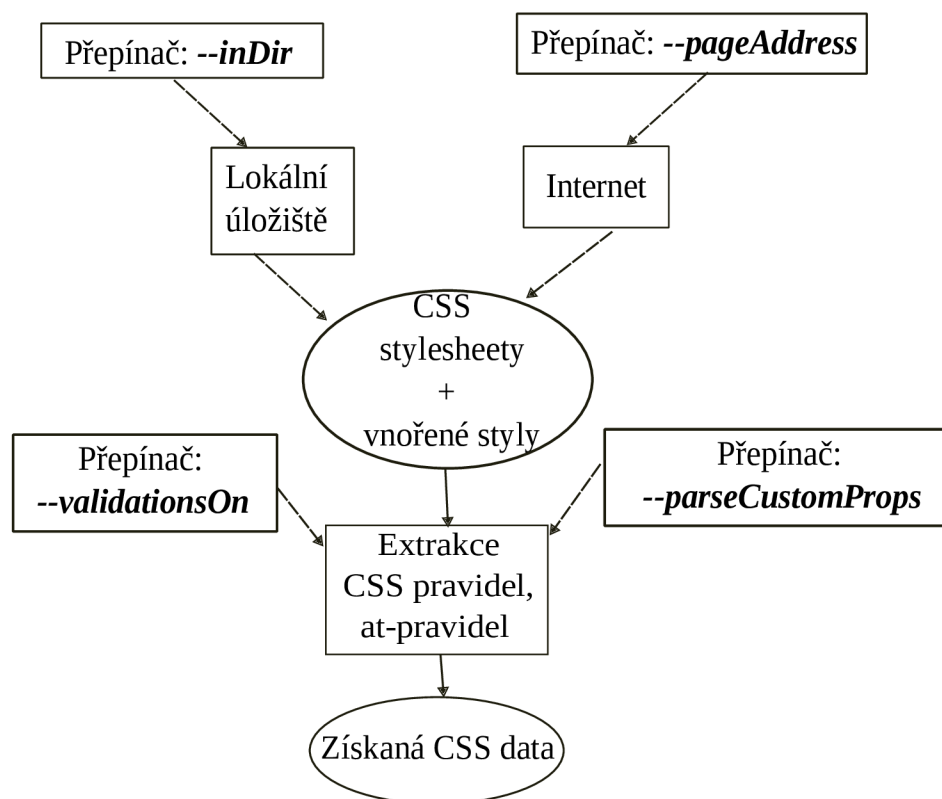 Přepínač: --inDir
Přepínač: --pageAddress
Lokální
úložiště
Internet
CSS
stylesheety
+
vnořené styly
Přepínač:
--validationsOn
Přepínač:
--parseCustomProps
Extrakce
CSS pravidel,
at-pravidel
Získaná CSS data